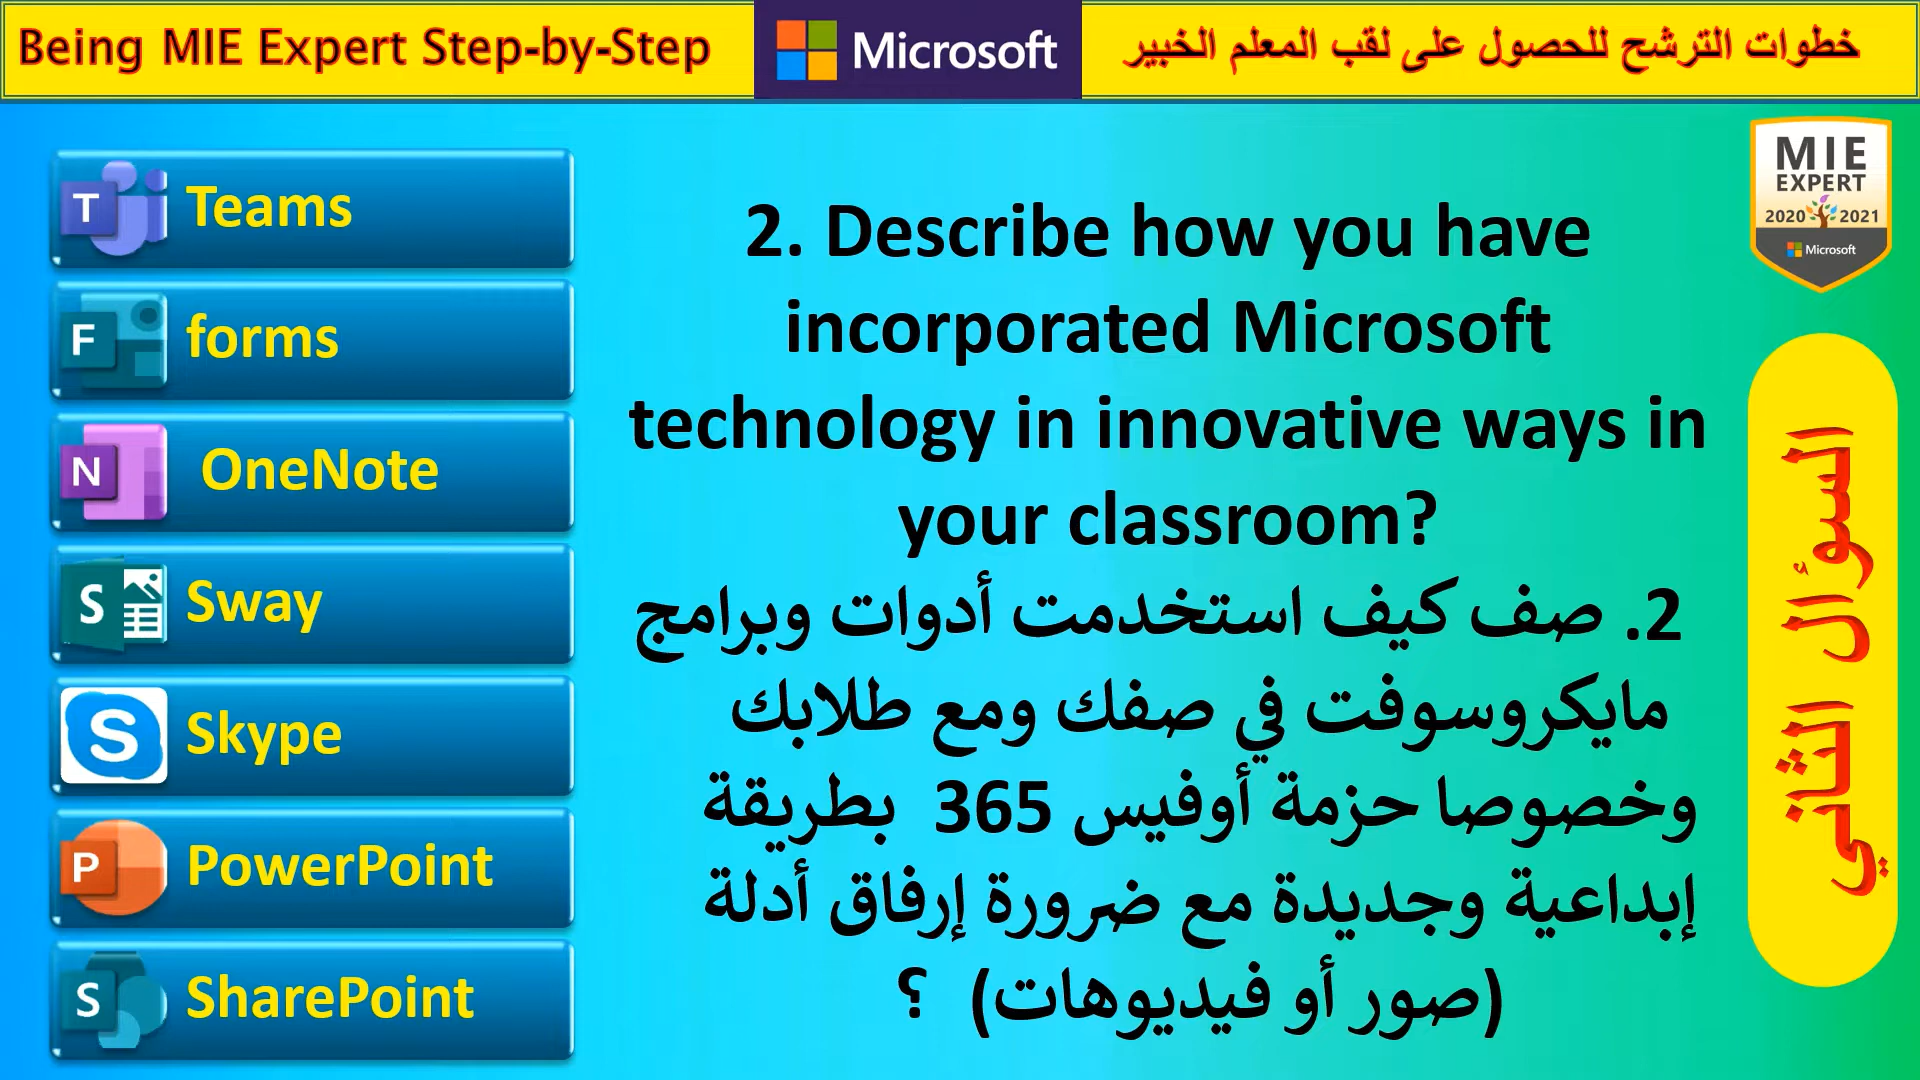 Being MIE Expert Step-by-Step
Microsoft
خطوات الترشح للحصول على لقب المعلم الخبير
Teams
forms
OneNote
Sway
Skype
PowerPoint
SharePoint
2. Describe how you have
incorporated Microsoft
technology in innovative ways in
your classroom?
2. صف كيف استخدمت أدوات وبرامج
مايكروسوفت في صفك ومع طلابك
وخصوصا حزمة أوفيس 365 بطريقة
إبداعية وجديدة مع ضرورة إرفاق أدلة
(صور أو فيديوهات) ؟
MIE
EXPERT
2020 2021
Microsoft
السؤال الثاني